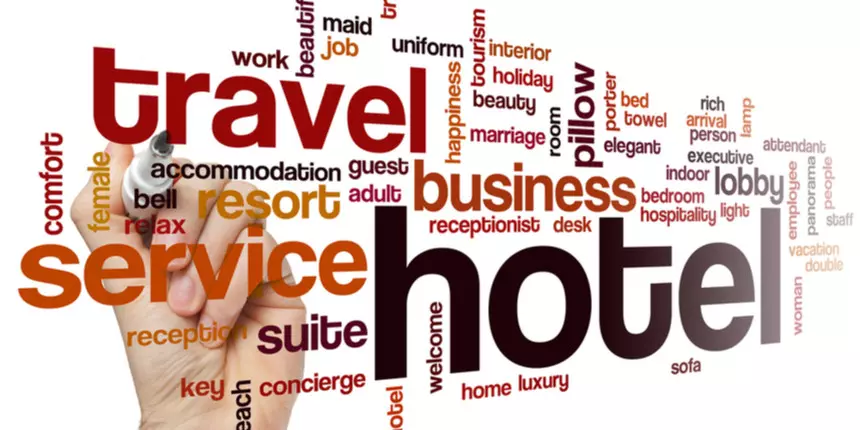 beautif
maid
tr
job
work
uniform
tourism
interior
travel
holiday
happiness
beauty
room
pillow
porter
bed
towel
rich
arrival
lamp
person
marriage
elegant
executive
attendant
comfort
female
accommodation
guest
bell
resort
adult
business
indoor
lobby
bedroom
hospitality
light
employee
panorama
people
staff
relax
receptionist
desk
service
hotel
vacation
double
woman
reception
suite
welcome
sofa
key
concierge
home
luxury
each
otel